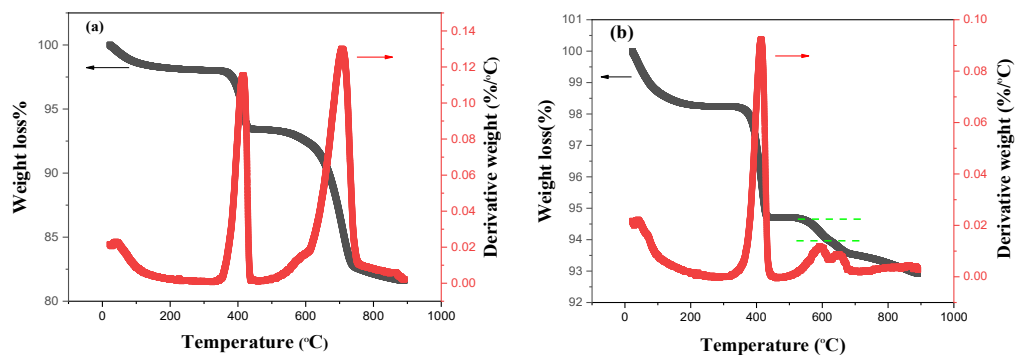 (a)
100
95
90
85
80
0.14
0.12
0.10
0.08
0.06
0.04
0.02
0.00
0 200 400 600 800 1000
Weight loss%
Derivative weight (%/°C)
Temperature (°C)
(b)
101
100
99
98
97
96
95
94
93
92
0.10
0.08
0.06
0.04
0.02
0.00
0 200 400 600 800 1000
Weight loss(%)
Derivative weight (%/°C)
Temperature (°C)